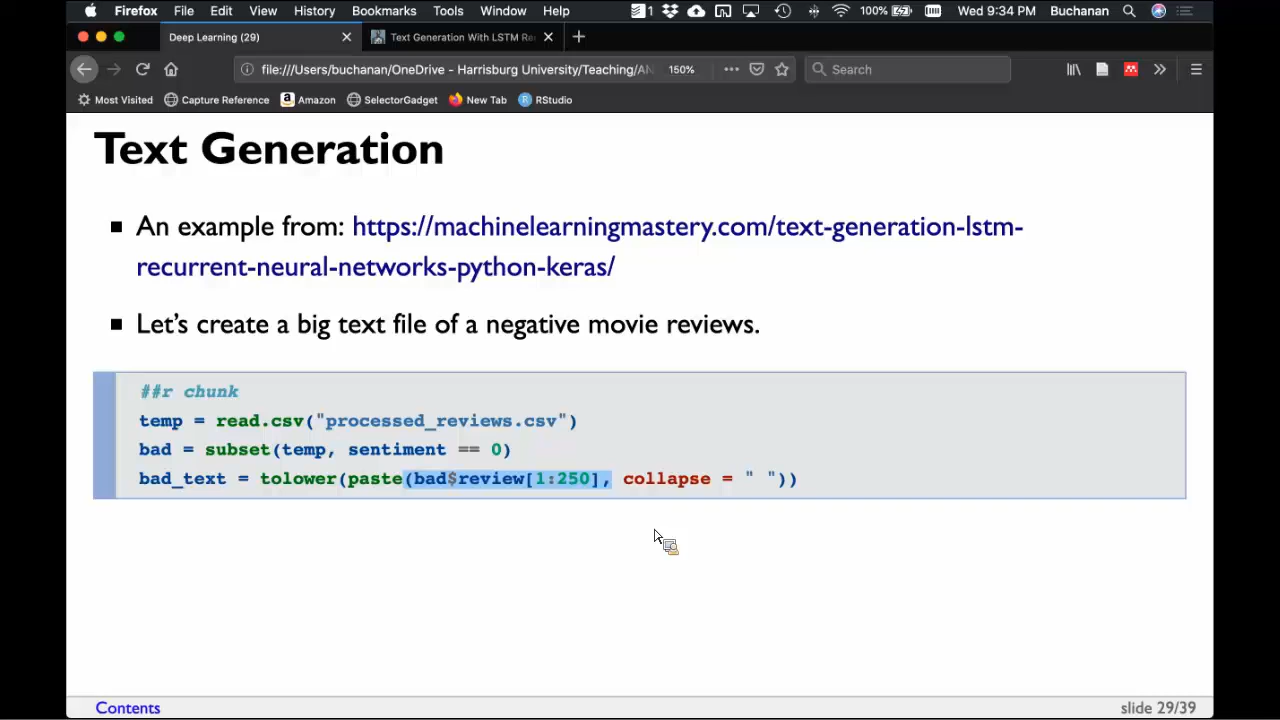 Firefox File Edit View History Bookmarks Tools Window Help 1 100% Wed 9:34 PM Buchanan
Deep Learning (29) Text Generation With LSTM Re
file:///Users/buchanan/OneDrive - Harrisburg University/Teaching/AN 150% Search
Most Visited Capture Reference Amazon SelectorGadget New Tab RStudio
Text Generation
An example from: https://machinelearningmastery.com/text-generation-lstm-
recurrent-neural-networks-python-keras/
Let's create a big text file of a negative movie reviews.
##r chunk
temp = read.csv("processed_reviews.csv")
bad = subset(temp, sentiment == 0)
bad_text = tolower(paste(bad$review[1:250], collapse = " "))
Contents slide 29/39